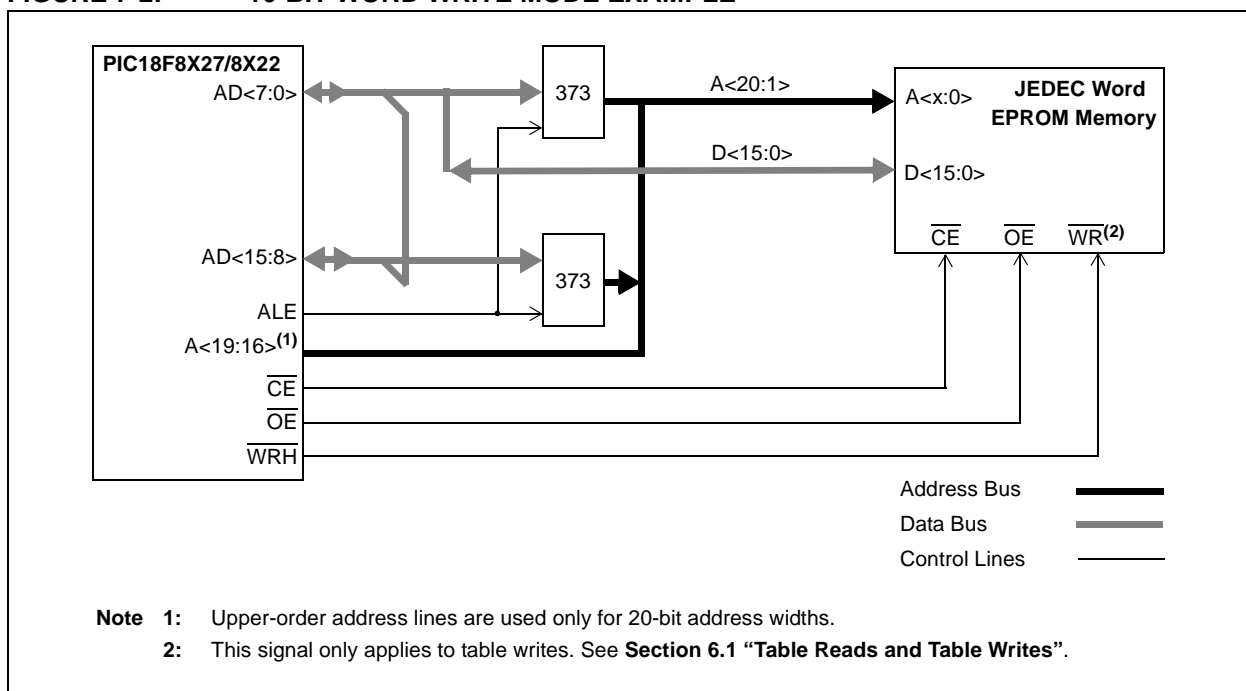 PIC18F8X27/8X22
AD<7:0>
373
A<20:1>
A<x:0>
JEDEC Word
EPROM Memory
D<15:0>
D<15:0>
CE
OE
WR(2)
AD<15:8>
373
ALE
A<19:16>(1)
CE
OE
WRH
Address Bus
Data Bus
Control Lines
Note 1: Upper-order address lines are used only for 20-bit address widths.
2: This signal only applies to table writes. See Section 6.1 “Table Reads and Table Writes”.